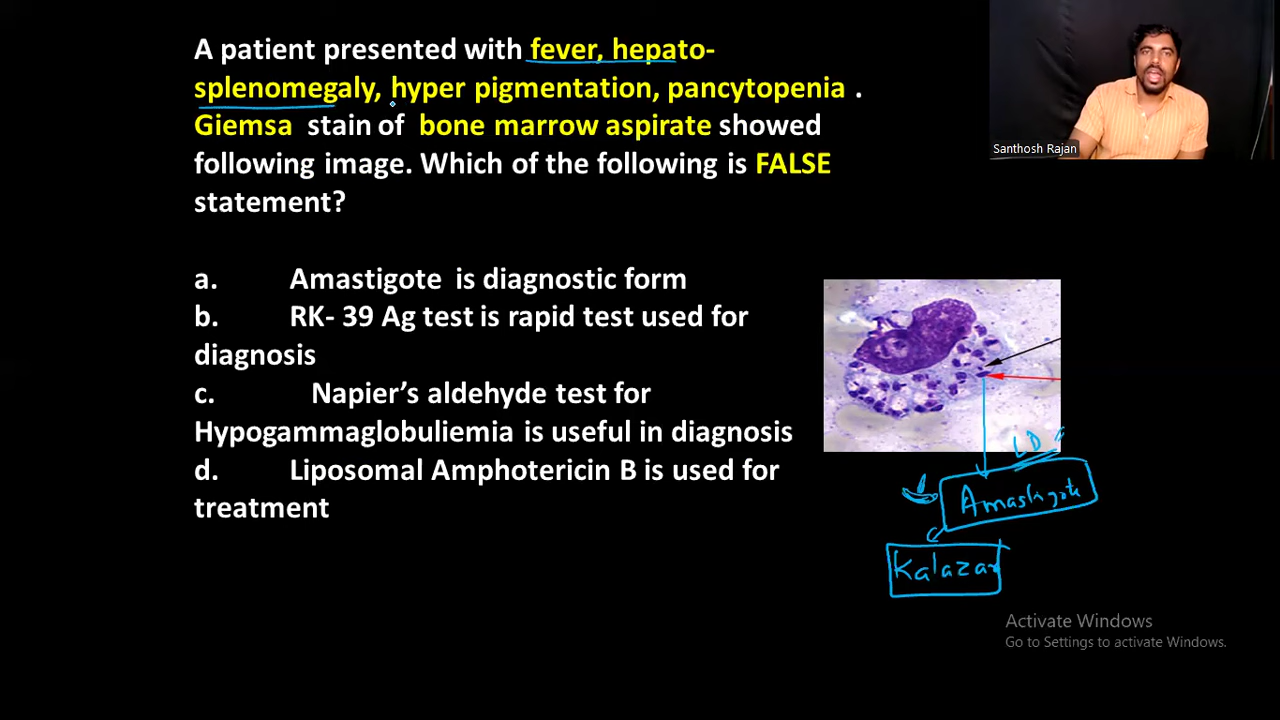 A patient presented with fever, hepato-
splenomegaly, hyper pigmentation, pancytopenia .
Giemsa stain of bone marrow aspirate showed
following image. Which of the following is FALSE
statement?
Santhosh Rajan
a. Amastigote is diagnostic form
b. RK- 39 Ag test is rapid test used for
diagnosis
c. Napier’s aldehyde test for
Hypogammaglobuliemia is useful in diagnosis
d. Liposomal Amphotericin B is used for
treatment
LD
Amastigote
Kalazar
Activate Windows
Go to Settings to activate Windows.